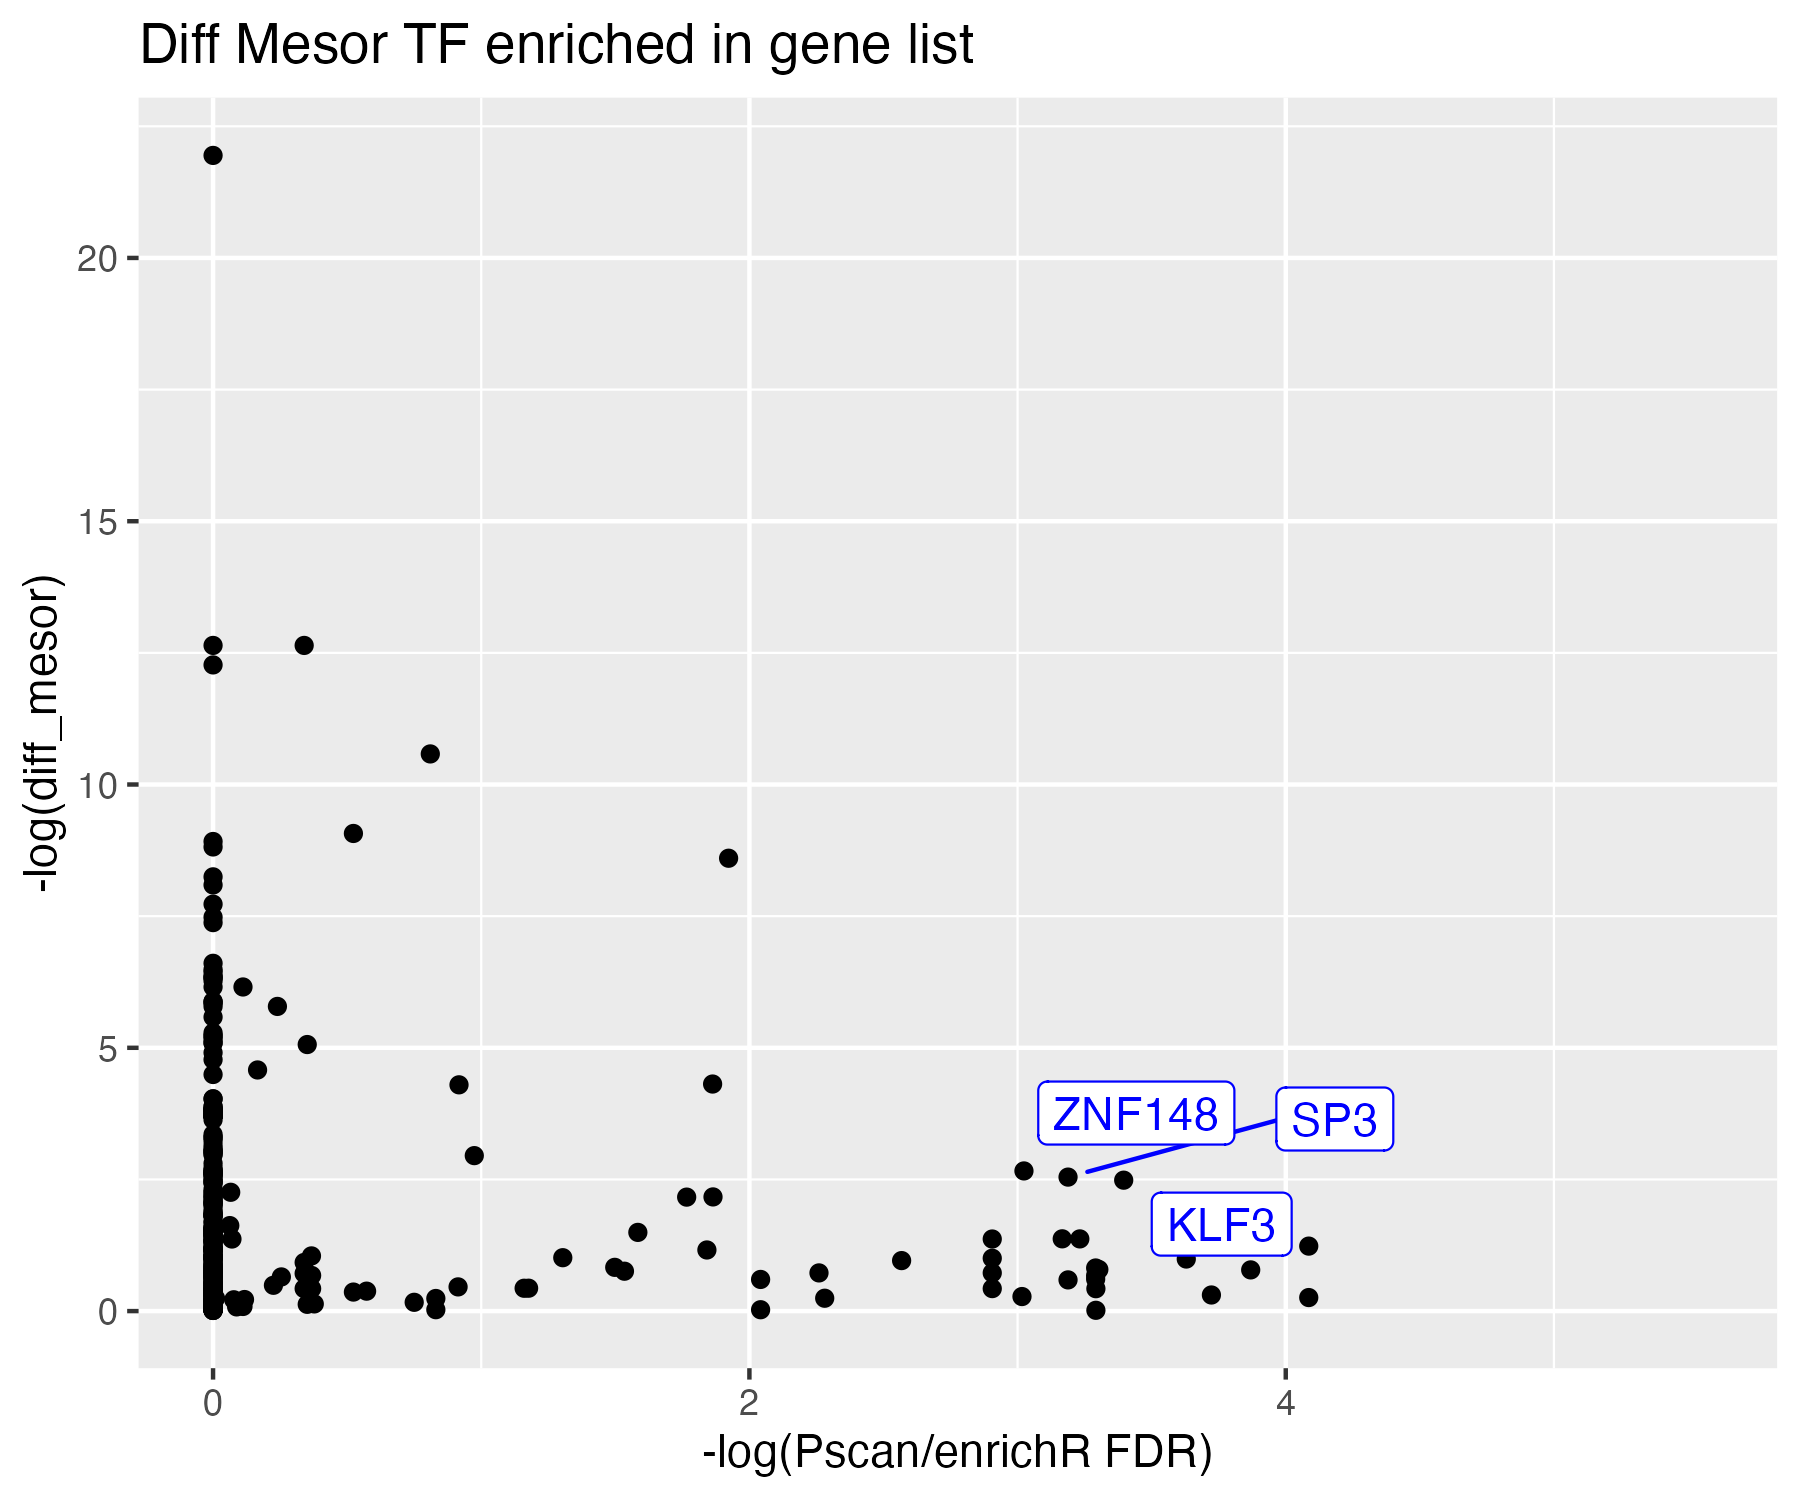 Diff Mesor TF enriched in gene list
-log(diff_mesor)
20
15
10
5
0
ZNF148
SP3
KLF3
0
2
4
-log(Pscan/enrichR FDR)